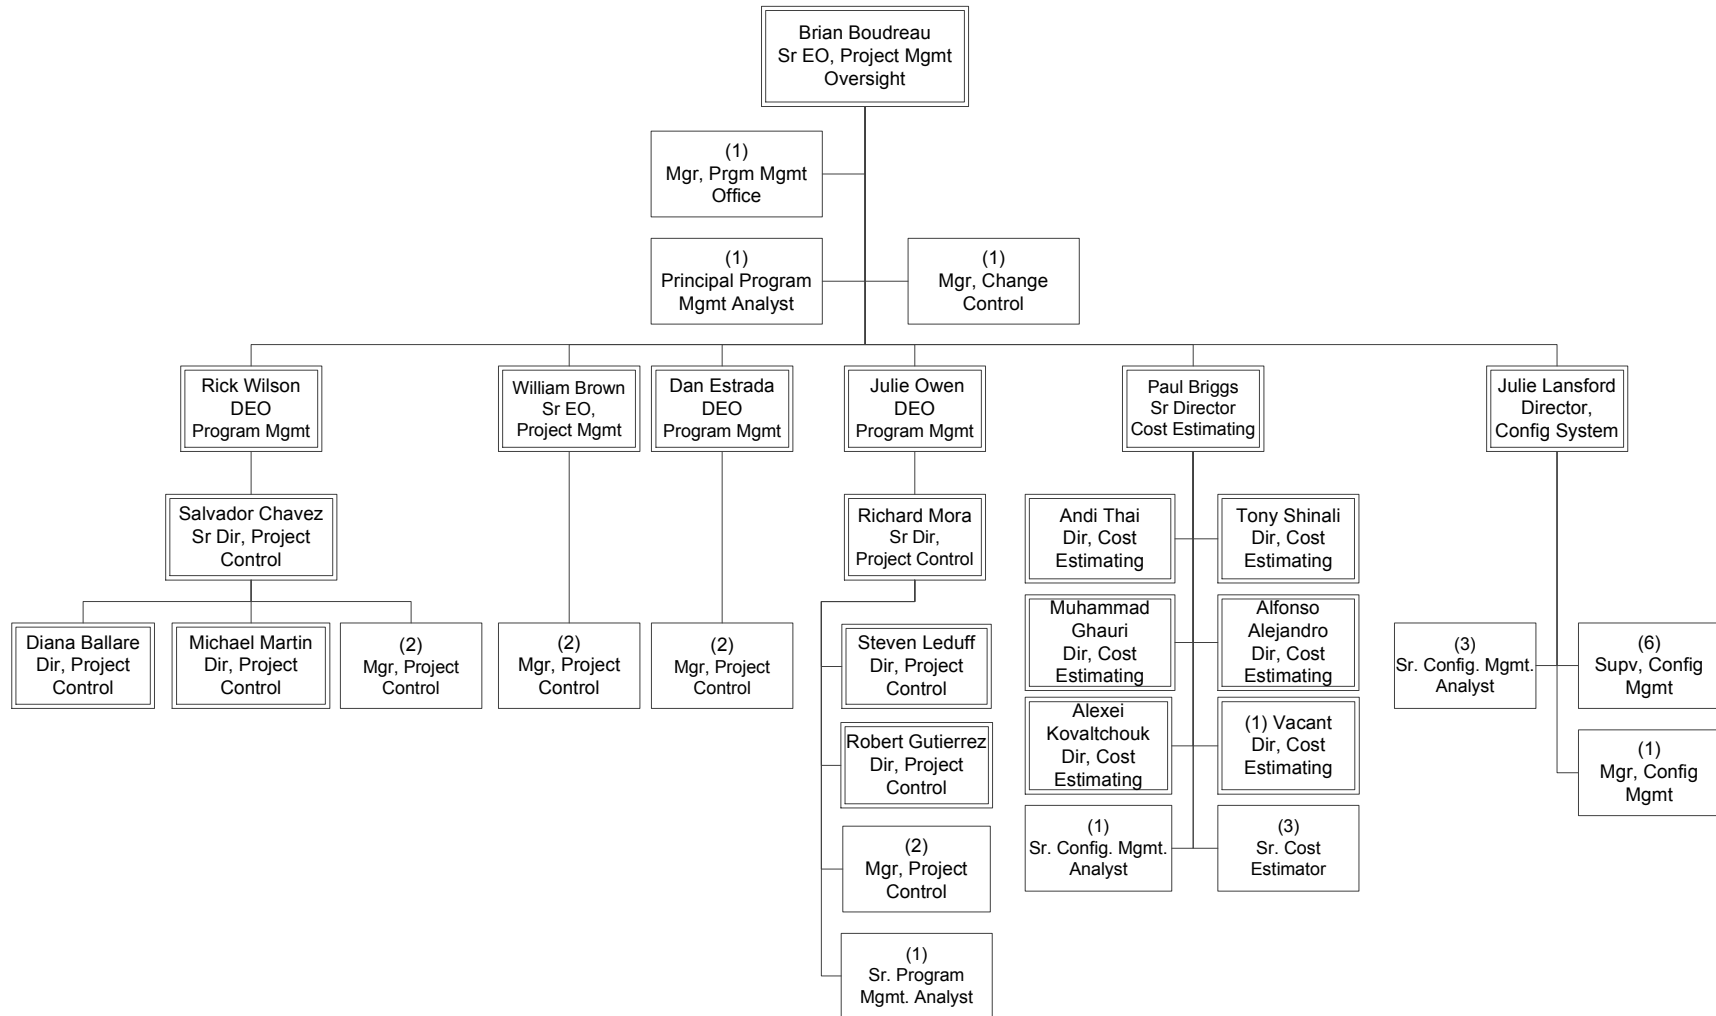 Brian Boudreau
Sr EO, Project Mgmt
Oversight
(1)
Mgr, Prgm Mgmt
Office
(1)
Principal Program
Mgmt Analyst
(1)
Mgr, Change
Control
Rick Wilson
DEO
Program Mgmt
William Brown
Sr EO,
Project Mgmt
Dan Estrada
DEO
Program Mgmt
Julie Owen
DEO
Program Mgmt
Paul Briggs
Sr Director
Cost Estimating
Julie Lansford
Director,
Config System
Salvador Chavez
Sr Dir, Project
Control
Richard Mora
Sr Dir,
Project Control
Andi Thai
Dir, Cost
Estimating
Tony Shinali
Dir, Cost
Estimating
Diana Ballare
Dir, Project
Control
Michael Martin
Dir, Project
Control
(2)
Mgr, Project
Control
(2)
Mgr, Project
Control
(2)
Mgr, Project
Control
Steven Leduff
Dir, Project
Control
Muhammad
Ghauri
Dir, Cost
Estimating
Alfonso
Alejandro
Dir, Cost
Estimating
(3)
Sr. Config. Mgmt.
Analyst
(6)
Supv, Config
Mgmt
Robert Gutierrez
Dir, Project
Control
Alexei
Kovaltchouk
Dir, Cost
Estimating
(1) Vacant
Dir, Cost
Estimating
(1)
Mgr, Config
Mgmt
(2)
Mgr, Project
Control
(1)
Sr. Config. Mgmt.
Analyst
(3)
Sr. Cost
Estimator
(1)
Sr. Program
Mgmt. Analyst